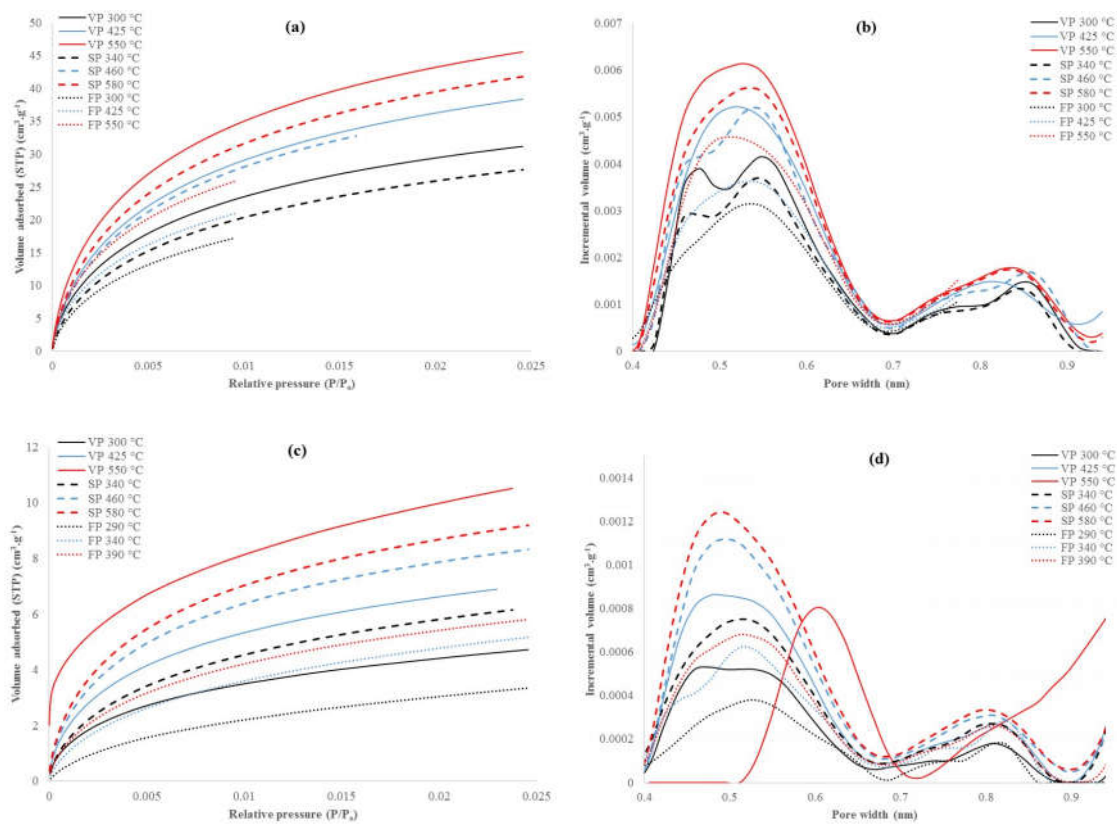 (a)
Volume adsorbed (STP) (cm³.g⁻¹)
50
45
40
35
30
25
20
15
10
5
0
VP 300 °C
VP 425 °C
VP 550 °C
SP 340 °C
SP 460 °C
SP 580 °C
FP 300 °C
FP 425 °C
FP 550 °C
0
0.005
0.01
0.015
0.02
0.025
Relative pressure (P/P₀)
(b)
Incremental volume (cm³.g⁻¹)
0.007
0.006
0.005
0.004
0.003
0.002
0.001
0
VP 300 °C
VP 425 °C
VP 550 °C
SP 340 °C
SP 460 °C
SP 580 °C
FP 300 °C
FP 425 °C
FP 550 °C
0.4
0.5
0.6
0.7
0.8
0.9
Pore width (nm)
(c)
Volume adsorbed (STP) (cm³.g⁻¹)
12
10
8
6
4
2
0
VP 300 °C
VP 425 °C
VP 550 °C
SP 340 °C
SP 460 °C
SP 580 °C
FP 290 °C
FP 340 °C
FP 390 °C
0
0.005
0.01
0.015
0.02
0.025
Relative pressure (P/P₀)
(d)
Incremental volume (cm³.g⁻¹)
0.0014
0.0012
0.001
0.0008
0.0006
0.0004
0.0002
0
VP 300 °C
VP 425 °C
VP 550 °C
SP 340 °C
SP 460 °C
SP 580 °C
FP 290 °C
FP 340 °C
FP 390 °C
0.4
0.5
0.6
0.7
0.8
0.9
Pore width (nm)